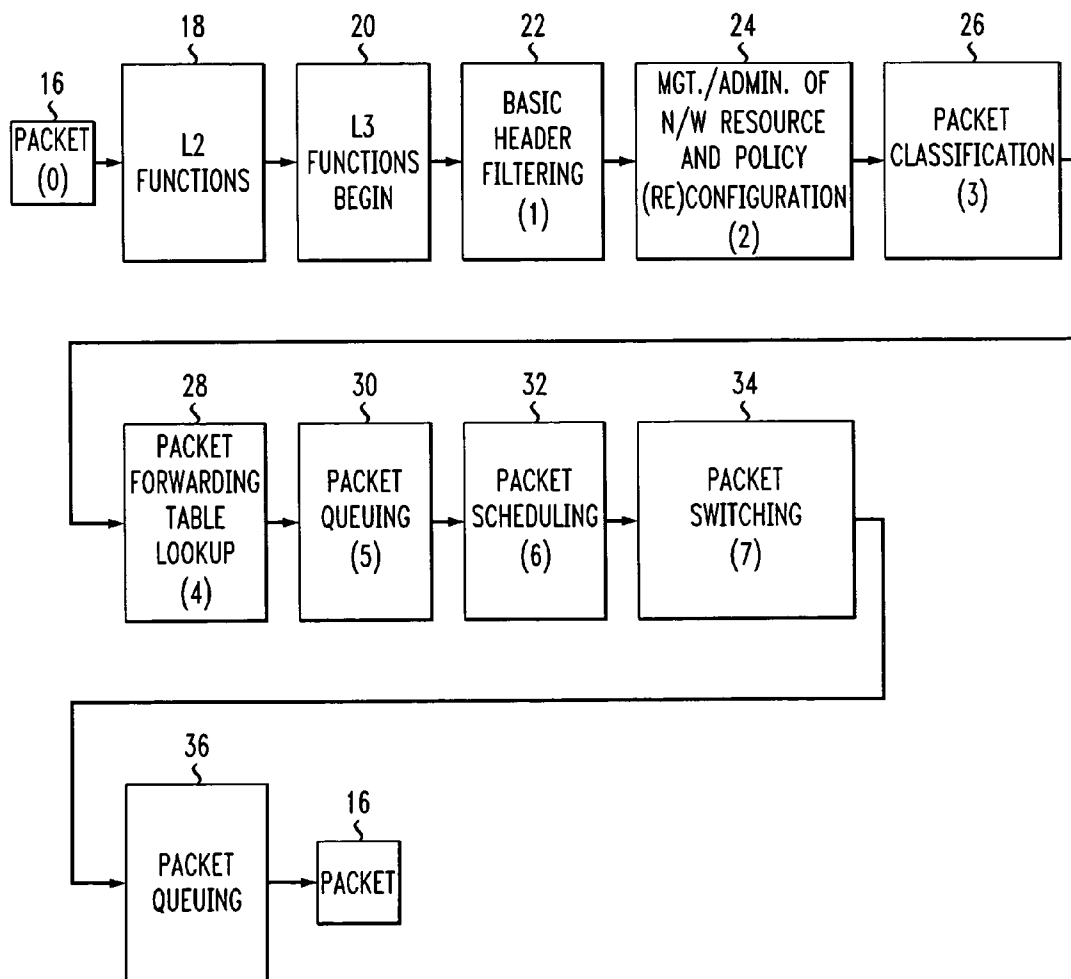 16
PACKET
(0)
18
L2
FUNCTIONS
20
L3
FUNCTIONS
BEGIN
22
BASIC
HEADER
FILTERING
(1)
24
MGT./ADMIN. OF
N/W RESOURCE
AND POLICY
(RE)CONFIGURATION
(2)
26
PACKET
CLASSIFICATION
(3)
28
PACKET
FORWARDING
TABLE
LOOKUP
(4)
30
PACKET
QUEUING
(5)
32
PACKET
SCHEDULING
(6)
34
PACKET
SWITCHING
(7)
36
PACKET
QUEUING
16
PACKET